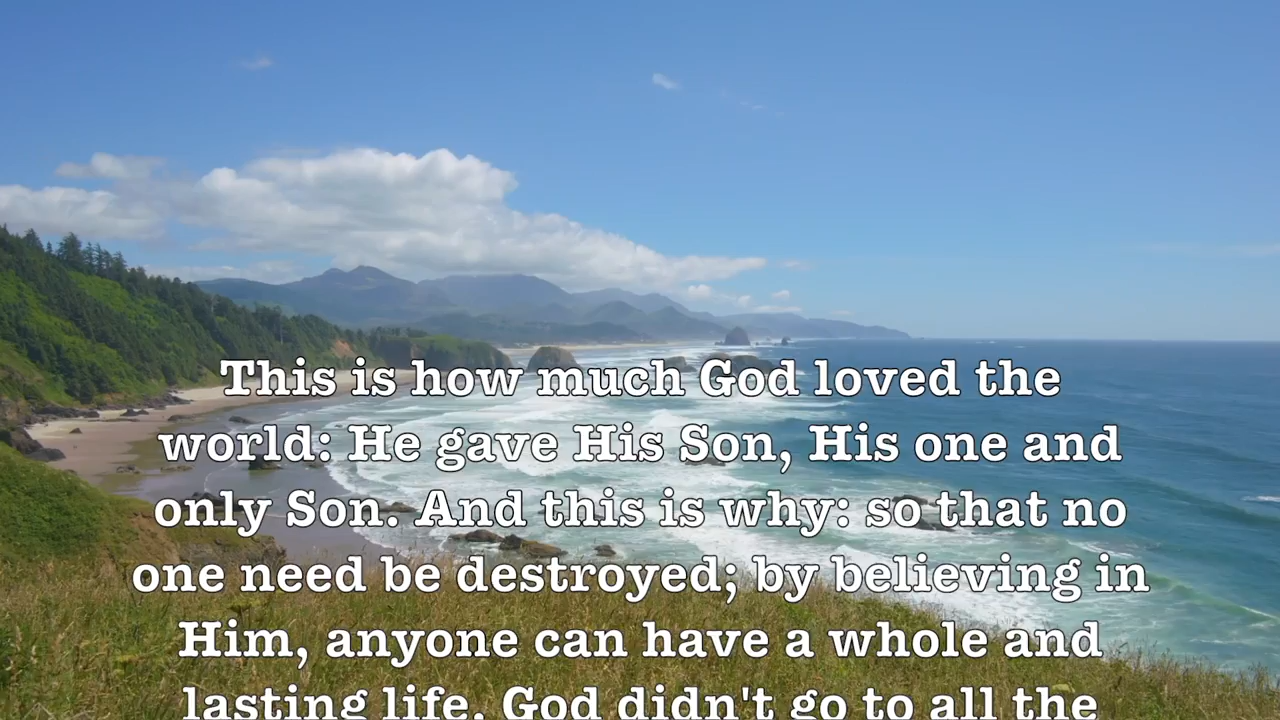 This is how much God loved the
world: He gave His Son, His one and
only Son. And this is why: so that no
one need be destroyed; by believing in
Him, anyone can have a whole and
lasting life. God didn't go to all the